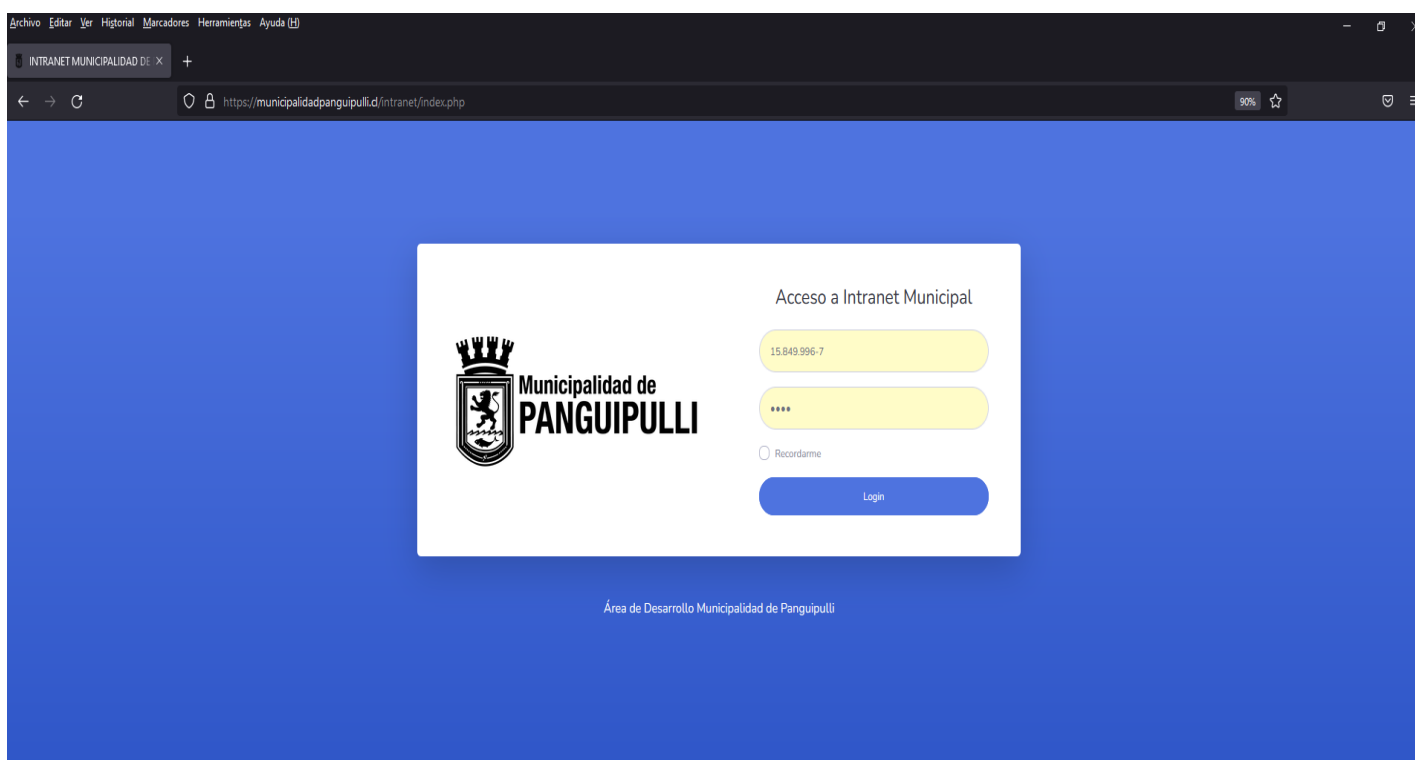 Archivo Editar Ver Historial Marcadores Herramientas Ayuda (H)
INTRANET MUNICIPALIDAD DE
https://municipalidadpanguipulli.cl/intranet/index.php
90%
Acceso a Intranet Municipal
15.849.996-7
••••
Recordarme
Login
Municipalidad de
PANGUIPULLI
Área de Desarrollo Municipalidad de Panguipulli